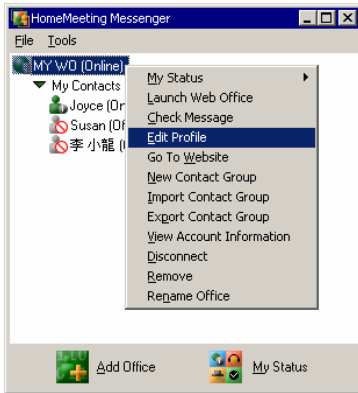 HomeMeeting Messenger
File Tools
MY WO (Online)
My Contacts
Joyce (Or
Susan (Of
李 小龍 (
My Status
Launch Web Office
Check Message
Edit Profile
Go To Website
New Contact Group
Import Contact Group
Export Contact Group
View Account Information
Disconnect
Remove
Rename Office
Add Office
My Status